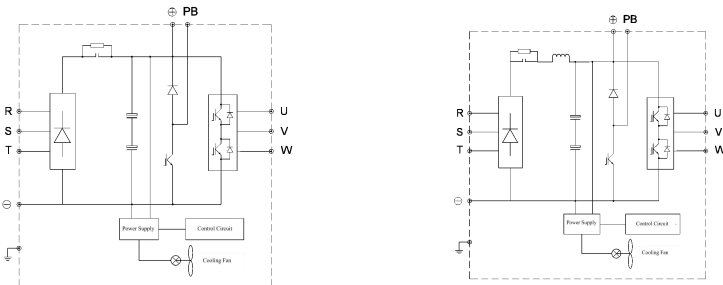 ⊕ PB
R
S
T
U
V
W
⊖
Power Supply
Control Circuit
Cooling Fan
⊕ PB
R
S
T
U
V
W
⊖
Power Supply
Control Circuit
Cooling Fan